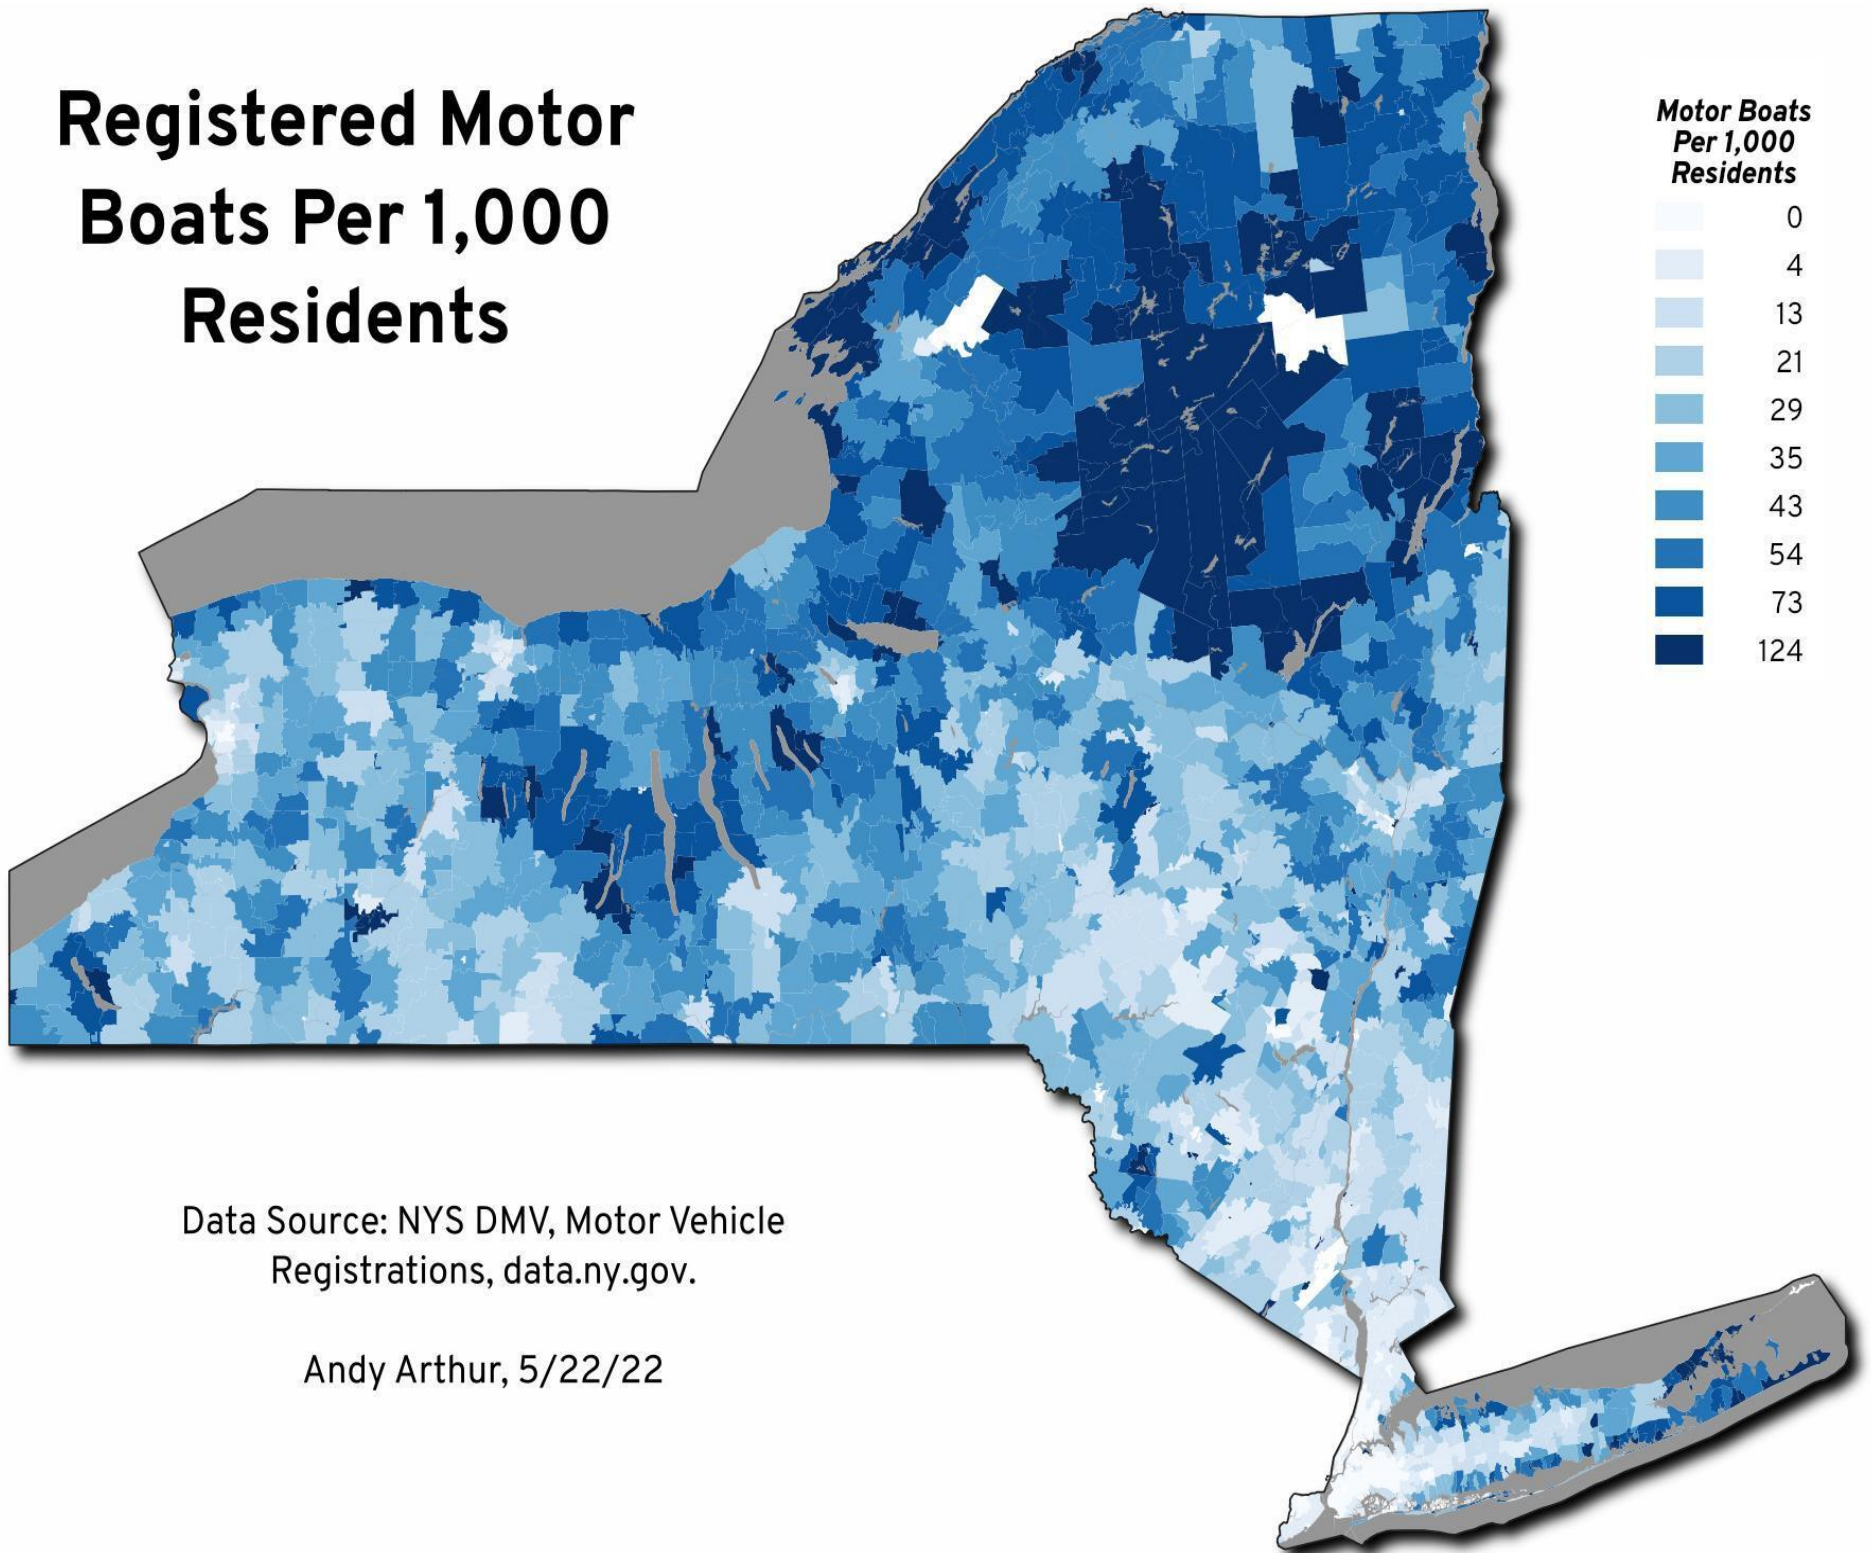 Registered Motor
Boats Per 1,000
Residents
Motor Boats
Per 1,000
Residents
0
4
13
21
29
35
43
54
73
124
Data Source: NYS DMV, Motor Vehicle
Registrations, data.ny.gov.
Andy Arthur, 5/22/22